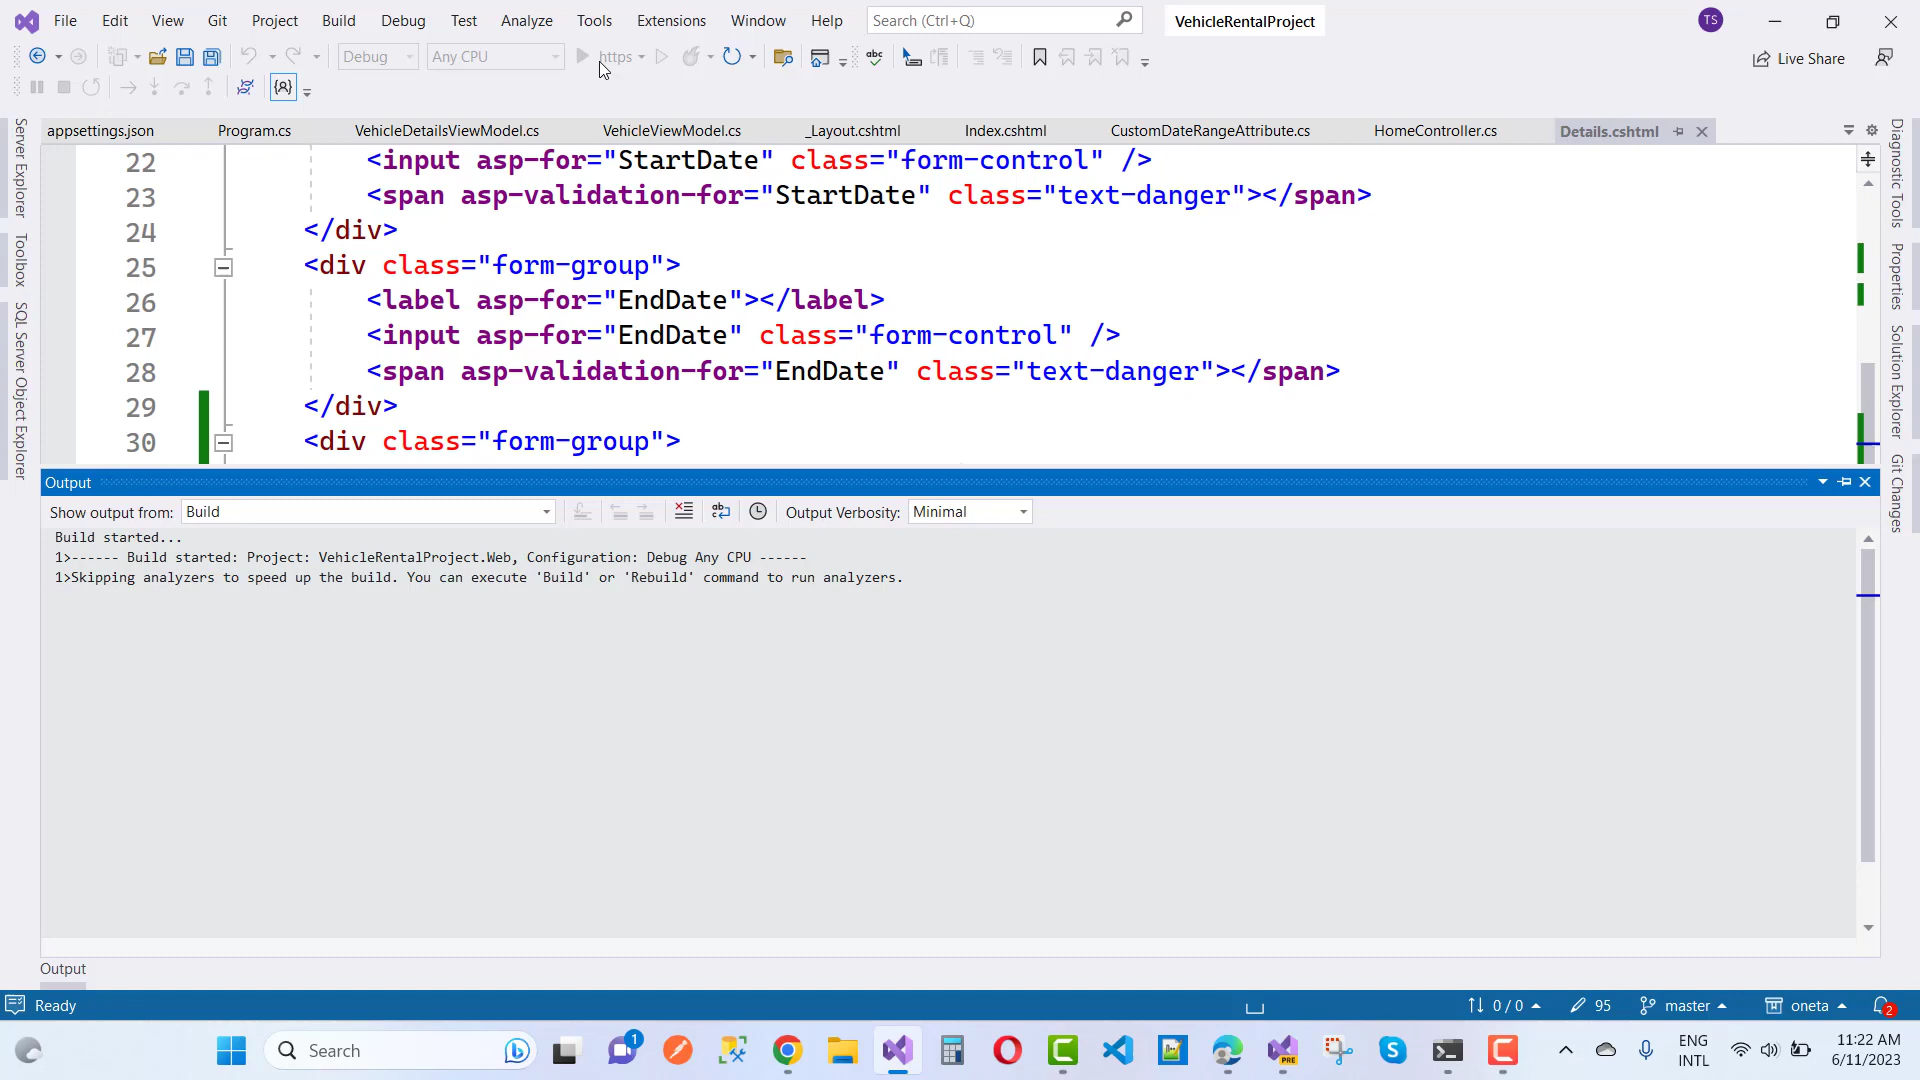 File Edit View Git Project Build Debug Test Analyze Tools Extensions Window Help Search (Ctrl+Q) VehicleRentalProject TS
Debug Any CPU https Live Share
appsettings.json Program.cs VehicleDetailsViewModel.cs VehicleViewModel.cs _Layout.cshtml Index.cshtml CustomDateRangeAttribute.cs HomeController.cs Details.cshtml
Server Explorer
Toolbox
SQL Server Object Explorer
22 <input asp-for="StartDate" class="form-control" />
23 <span asp-validation-for="StartDate" class="text-danger"></span>
24 </div>
25 <div class="form-group">
26 <label asp-for="EndDate"></label>
27 <input asp-for="EndDate" class="form-control" />
28 <span asp-validation-for="EndDate" class="text-danger"></span>
29 </div>
30 <div class="form-group">
Diagnostic Tools
Properties
Solution Explorer
Git Changes
Output
Show output from: Build Output Verbosity: Minimal
Build started...
1>------ Build started: Project: VehicleRentalProject.Web, Configuration: Debug Any CPU ------
1>Skipping analyzers to speed up the build. You can execute 'Build' or 'Rebuild' command to run analyzers.
Output
Ready 0 / 0 95 master oneta 2
Search 1 PRE ENG INTL 11:22 AM
6/11/2023